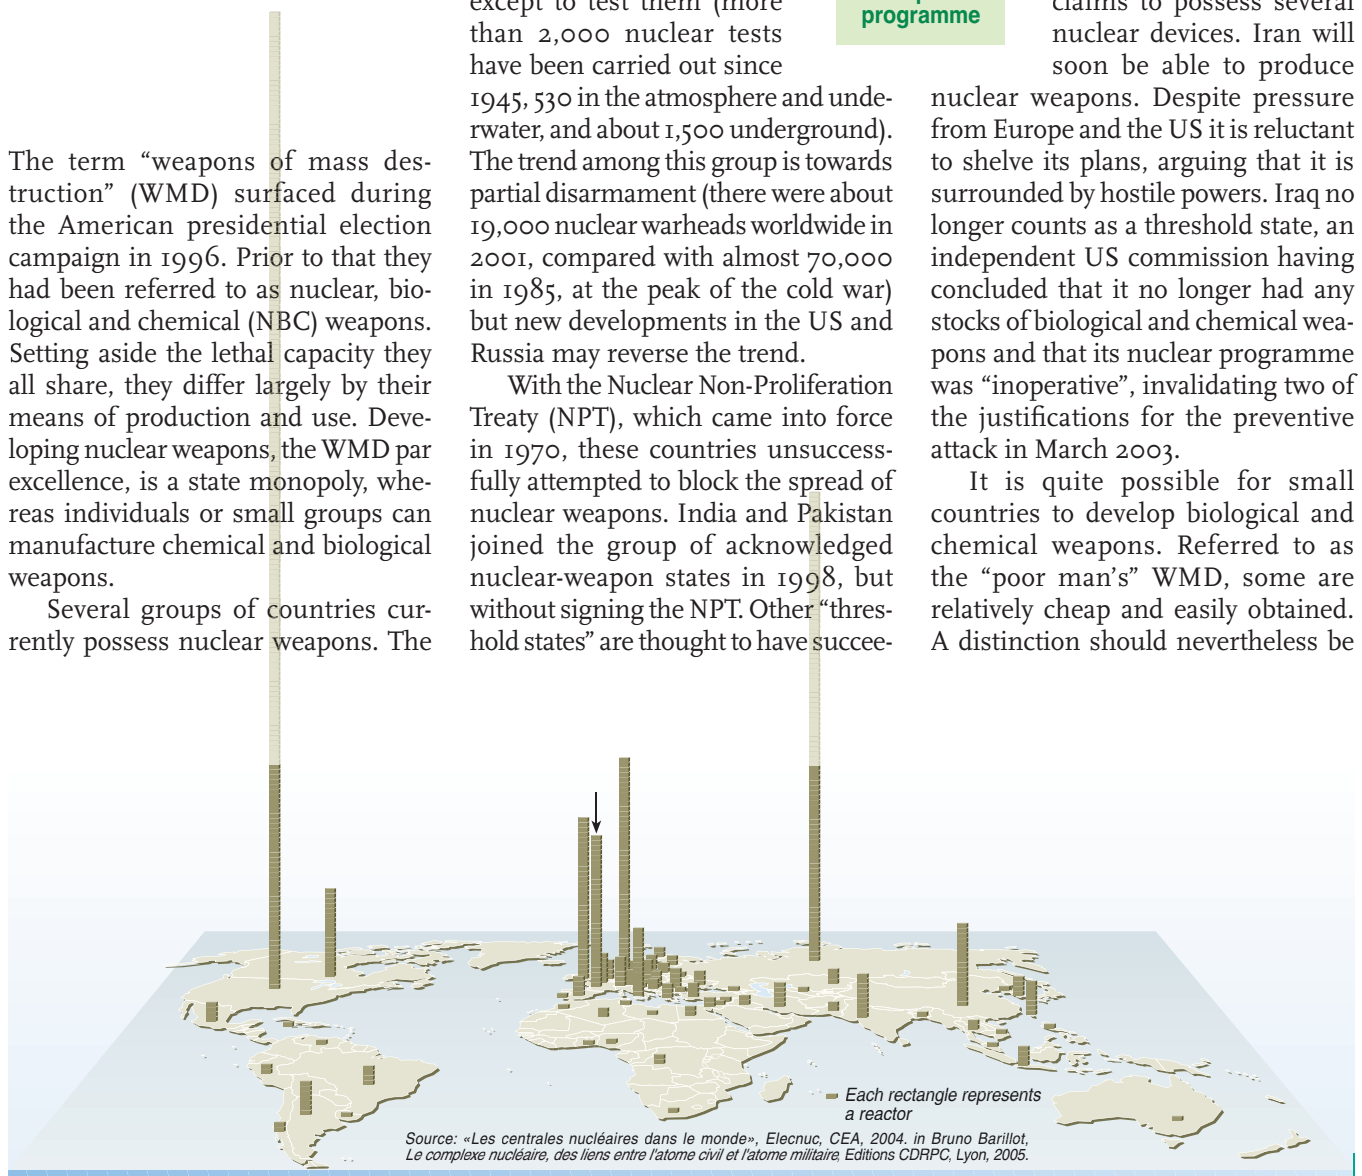 The term “weapons of mass des-
truction” (WMD) surfaced during
the American presidential election
campaign in 1996. Prior to that they
had been referred to as nuclear, bio-
logical and chemical (NBC) weapons.
Setting aside the lethal capacity they
all share, they differ largely by their
means of production and use. Deve-
loping nuclear weapons, the WMD par
excellence, is a state monopoly, whe-
reas individuals or small groups can
manufacture chemical and biological
weapons.
Several groups of countries cur-
rently possess nuclear weapons. The
except to test them (more
than 2,000 nuclear tests
have been carried out since
1945, 530 in the atmosphere and unde-
rwater, and about 1,500 underground).
The trend among this group is towards
partial disarmament (there were about
19,000 nuclear warheads worldwide in
2001, compared with almost 70,000
in 1985, at the peak of the cold war)
but new developments in the US and
Russia may reverse the trend.
With the Nuclear Non-Proliferation
Treaty (NPT), which came into force
in 1970, these countries unsuccess-
fully attempted to block the spread of
nuclear weapons. India and Pakistan
joined the group of acknowledged
nuclear-weapon states in 1998, but
without signing the NPT. Other “thres-
hold states” are thought to have succee-
programme
claims to possess several
nuclear devices. Iran will
soon be able to produce
nuclear weapons. Despite pressure
from Europe and the US it is reluctant
to shelve its plans, arguing that it is
surrounded by hostile powers. Iraq no
longer counts as a threshold state, an
independent US commission having
concluded that it no longer had any
stocks of biological and chemical wea-
pons and that its nuclear programme
was “inoperative”, invalidating two of
the justifications for the preventive
attack in March 2003.
It is quite possible for small
countries to develop biological and
chemical weapons. Referred to as
the “poor man’s” WMD, some are
relatively cheap and easily obtained.
A distinction should nevertheless be
Each rectangle represents
a reactor
Source: «Les centrales nucléaires dans le monde», Elecnuc, CEA, 2004. in Bruno Barillot,
Le complexe nucléaire, des liens entre l'atome civil et l'atome militaire, Editions CDRPC, Lyon, 2005.